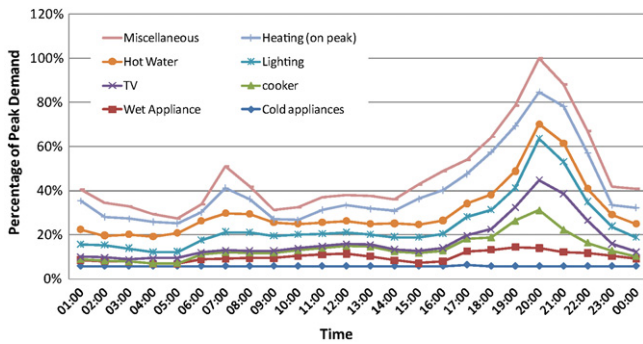 120%
Miscellaneous Heating (on peak)
100%
Hot Water Lighting
80%
TV cooker
Wet Appliance Cold appliances
60%
40%
20%
0%
Percentage of Peak Demand
01:00 02:00 03:00 04:00 05:00 06:00 07:00 08:00 09:00 10:00 11:00 12:00 13:00 14:00 15:00 16:00 17:00 18:00 19:00 20:00 21:00 22:00 23:00 00:00
Time